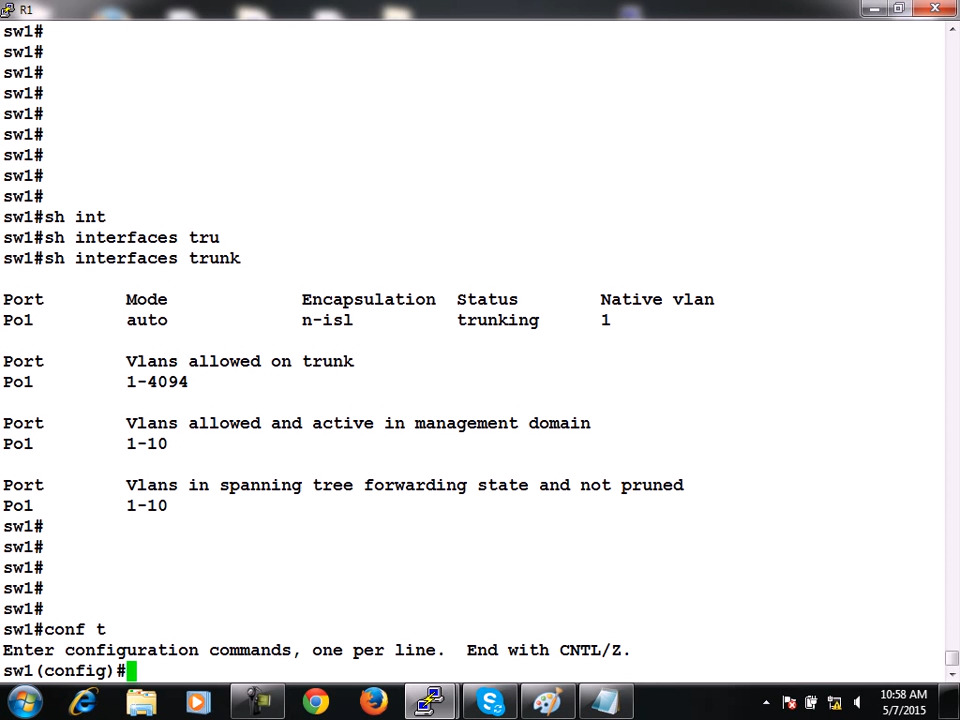 R1
sw1#
sw1#
sw1#
sw1#
sw1#
sw1#
sw1#
sw1#
sw1#
sw1#sh int
sw1#sh interfaces tru
sw1#sh interfaces trunk
Port Mode Encapsulation Status Native vlan
Po1 auto n-isl trunking 1
Port Vlans allowed on trunk
Po1 1-4094
Port Vlans allowed and active in management domain
Po1 1-10
Port Vlans in spanning tree forwarding state and not pruned
Po1 1-10
sw1#
sw1#
sw1#
sw1#
sw1#
sw1#conf t
Enter configuration commands, one per line. End with CNTL/Z.
sw1(config)#
10:58 AM
5/7/2015